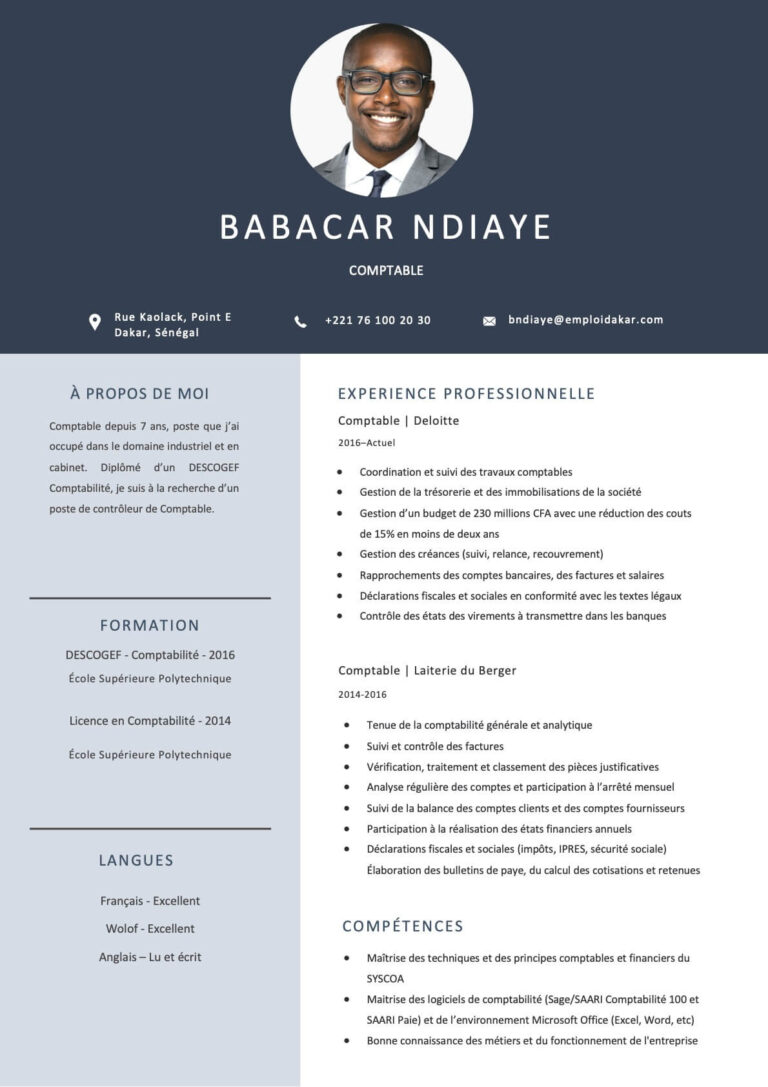 BABACAR NDIAYE
COMPTABLE
Rue Kaolack, Point E
Dakar, Sénégal
+221 76 100 20 30
bndiaye@emploidakar.com
À PROPOS DE MOI
Comptable depuis 7 ans, poste que j’ai
occupé dans le domaine industriel et en
cabinet. Diplômé d’un DESCOGEF
Comptabilité, je suis à la recherche d’un
poste de contrôleur de Comptable.
FORMATION
DESCOGEF - Comptabilité - 2016
École Supérieure Polytechnique
Licence en Comptabilité - 2014
École Supérieure Polytechnique
LANGUES
Français - Excellent
Wolof - Excellent
Anglais – Lu et écrit
EXPERIENCE PROFESSIONNELLE
Comptable | Deloitte
2016–Actuel
• Coordination et suivi des travaux comptables
• Gestion de la trésorerie et des immobilisations de la société
• Gestion d’un budget de 230 millions CFA avec une réduction des couts
de 15% en moins de deux ans
• Gestion des créances (suivi, relance, recouvrement)
• Rapprochements des comptes bancaires, des factures et salaires
• Déclarations fiscales et sociales en conformité avec les textes légaux
• Contrôle des états des virements à transmettre dans les banques
Comptable | Laiterie du Berger
2014-2016
• Tenue de la comptabilité générale et analytique
• Suivi et contrôle des factures
• Vérification, traitement et classement des pièces justificatives
• Analyse régulière des comptes et participation à l’arrêté mensuel
• Suivi de la balance des comptes clients et des comptes fournisseurs
• Participation à la réalisation des états financiers annuels
• Déclarations fiscales et sociales (impôts, IPRES, sécurité sociale)
Élaboration des bulletins de paye, du calcul des cotisations et retenues
COMPÉTENCES
• Maîtrise des techniques et des principes comptables et financiers du
SYSCOA
• Maitrise des logiciels de comptabilité (Sage/SAARI Comptabilité 100 et
SAARI Paie) et de l’environnement Microsoft Office (Excel, Word, etc)
• Bonne connaissance des métiers et du fonctionnement de l'entreprise